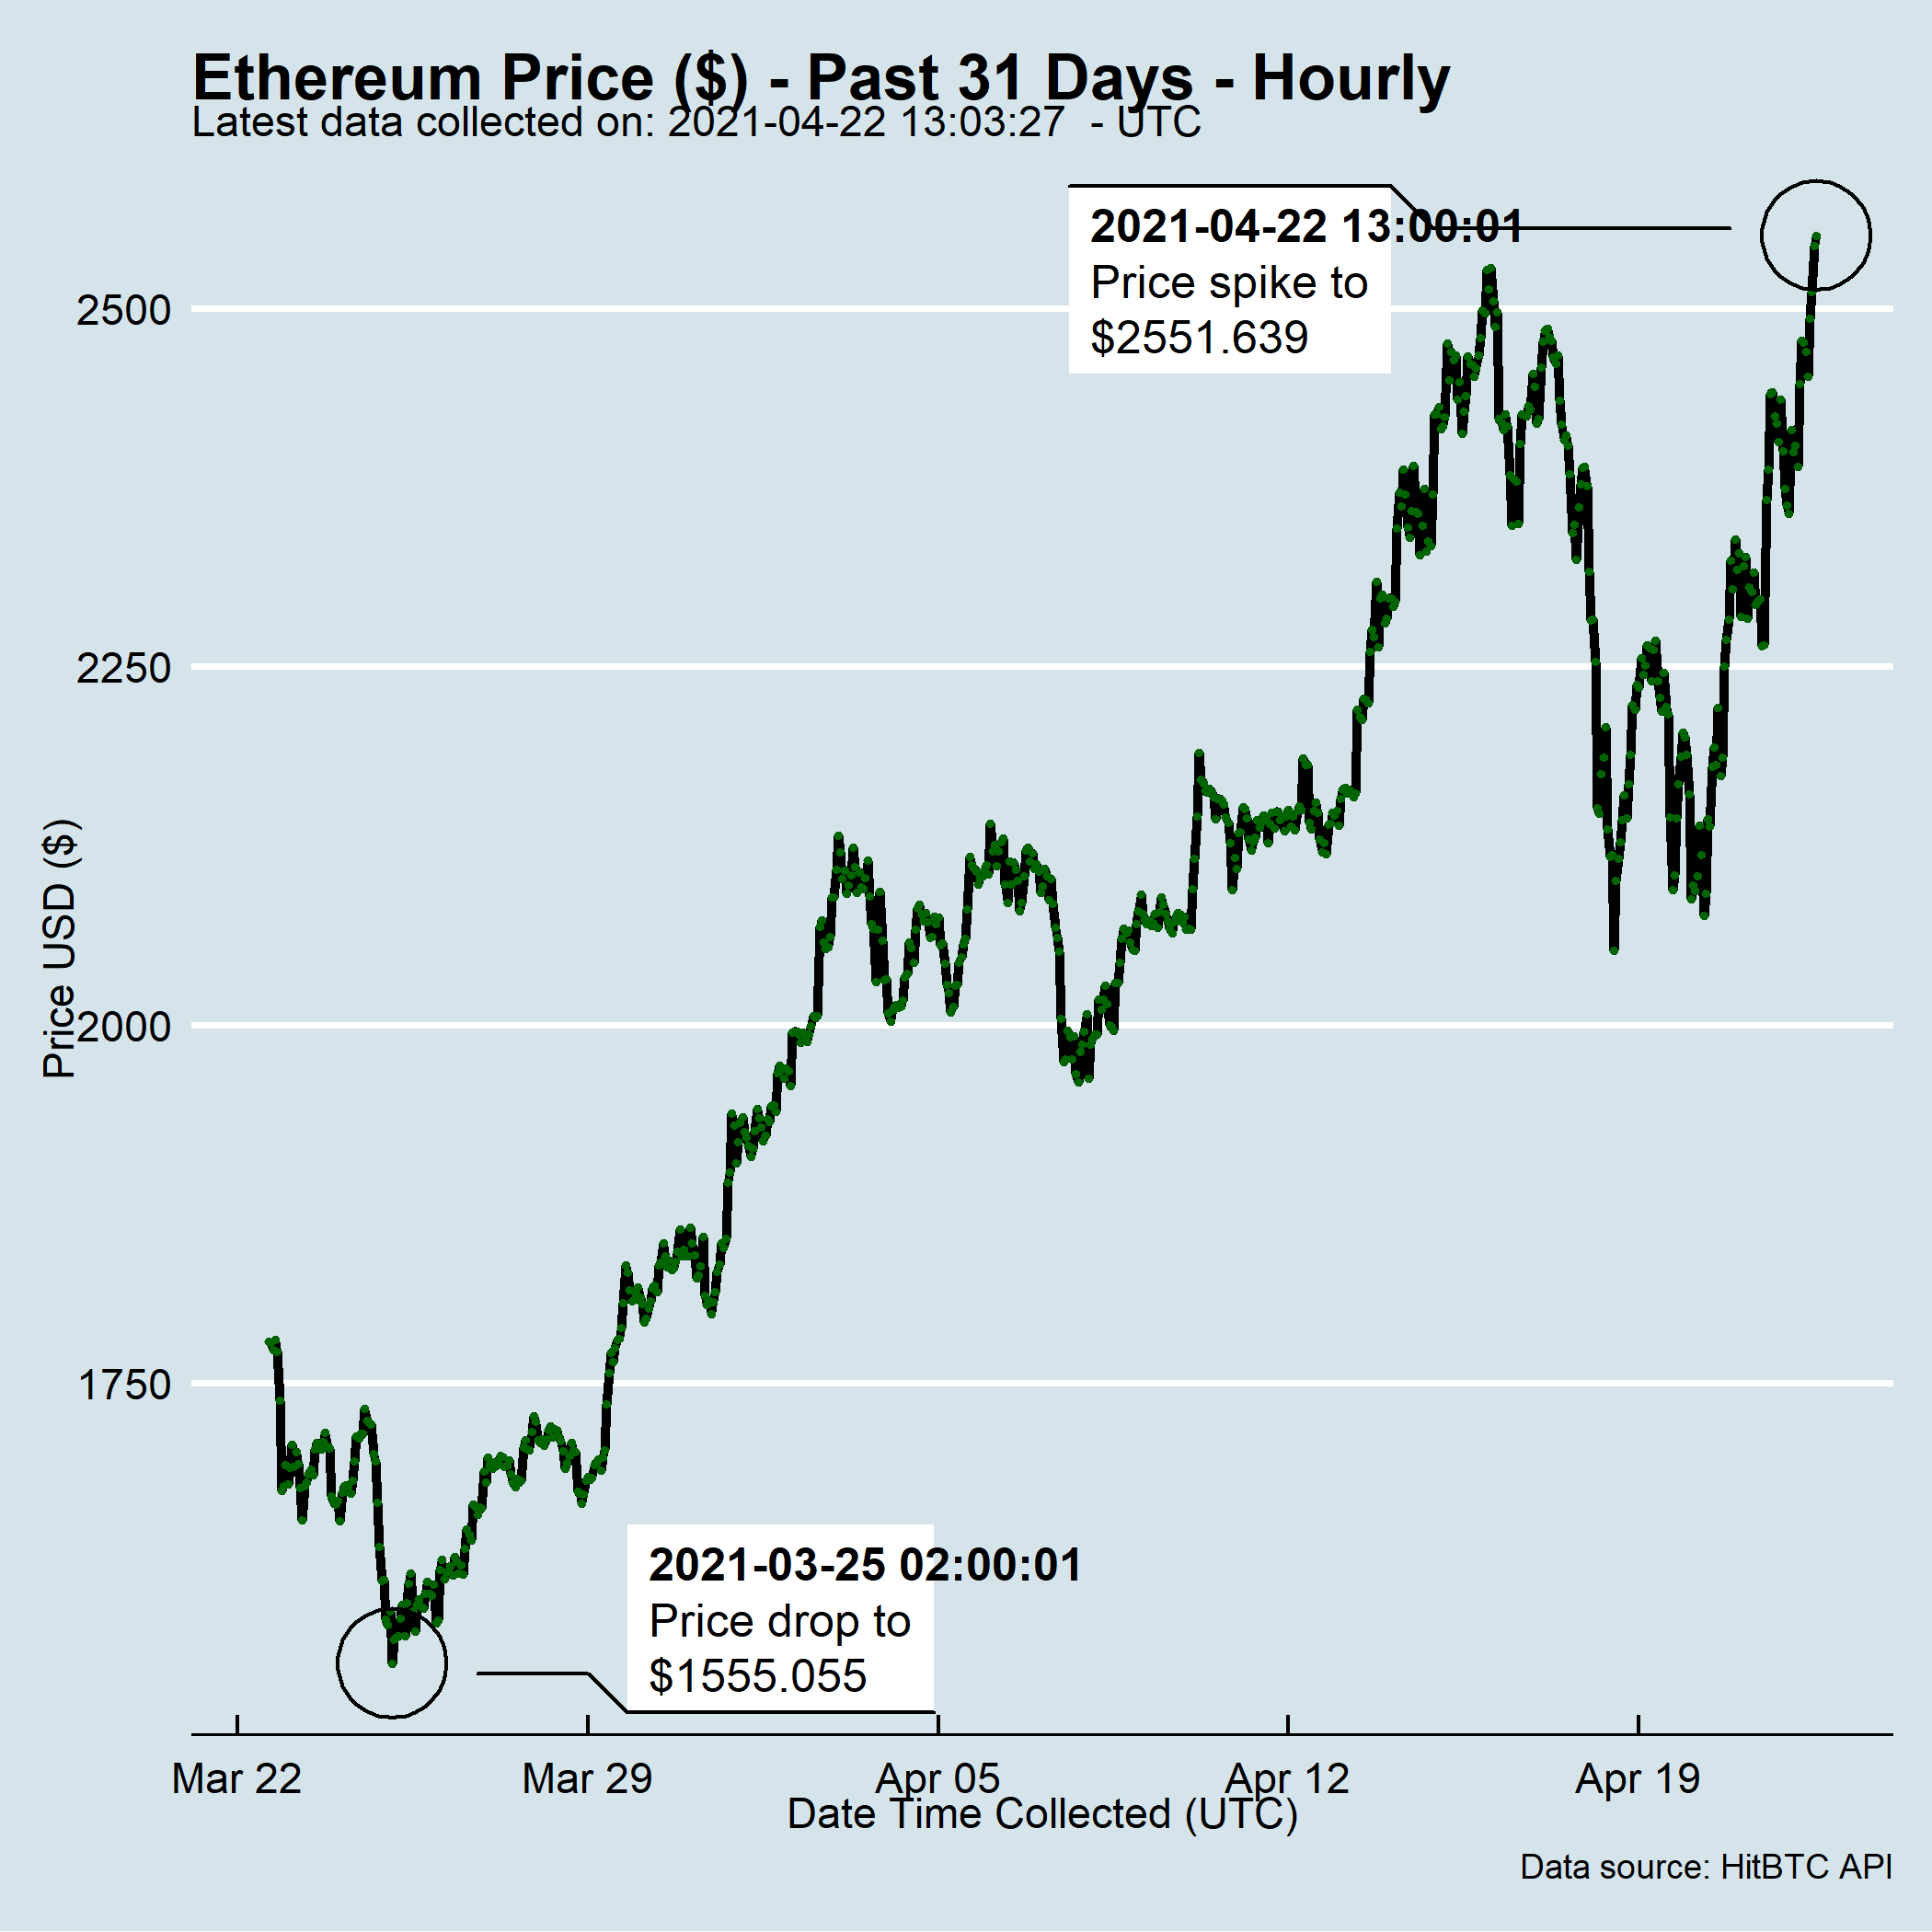 Ethereum Price ($) - Past 31 Days - Hourly
Latest data collected on: 2021-04-22 13:03:27  - UTC
2021-04-22 13:00:01
Price spike to
$2551.639
2500
2250
2000
1750
Price USD ($)
2021-03-25 02:00:01
Price drop to
$1555.055
Mar 22
Mar 29
Apr 05
Apr 12
Apr 19
Date Time Collected (UTC)
Data source: HitBTC API